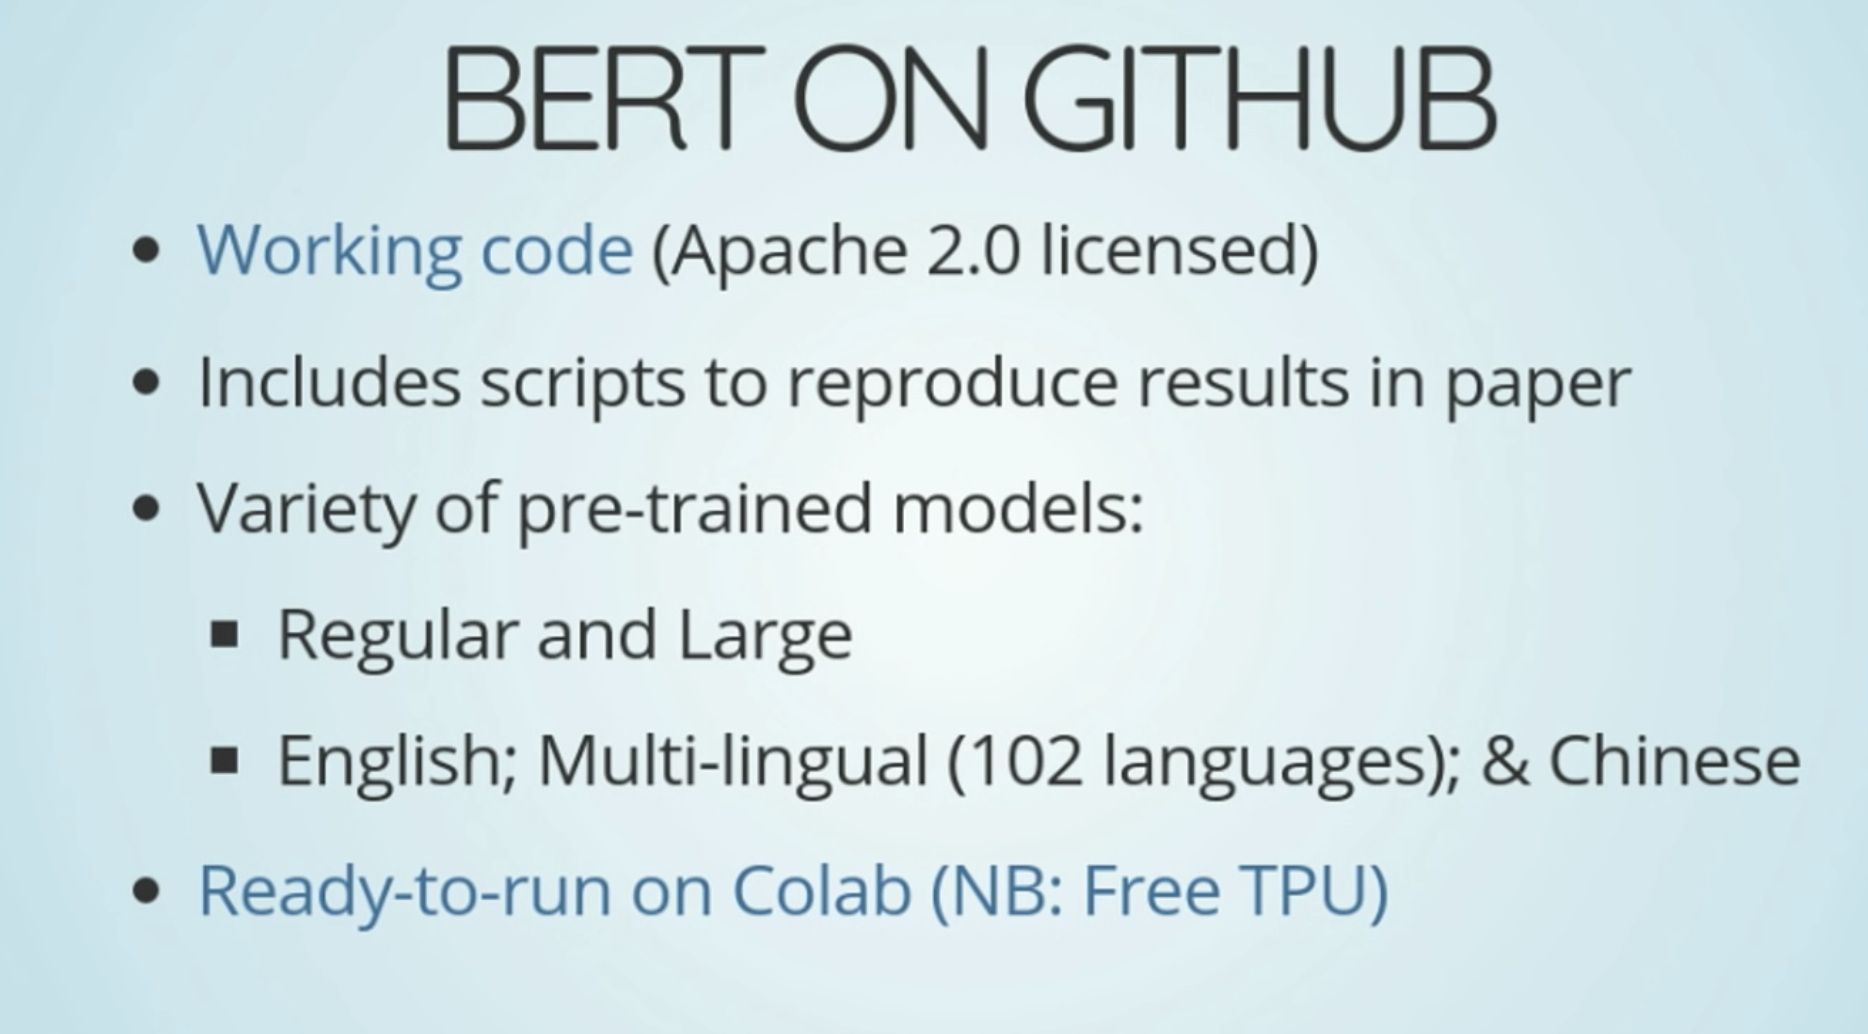 BERT ON GITHUB
• Working code (Apache 2.0 licensed)
• Includes scripts to reproduce results in paper
• Variety of pre-trained models:
▪ Regular and Large
▪ English; Multi-lingual (102 languages); & Chinese
• Ready-to-run on Colab (NB: Free TPU)